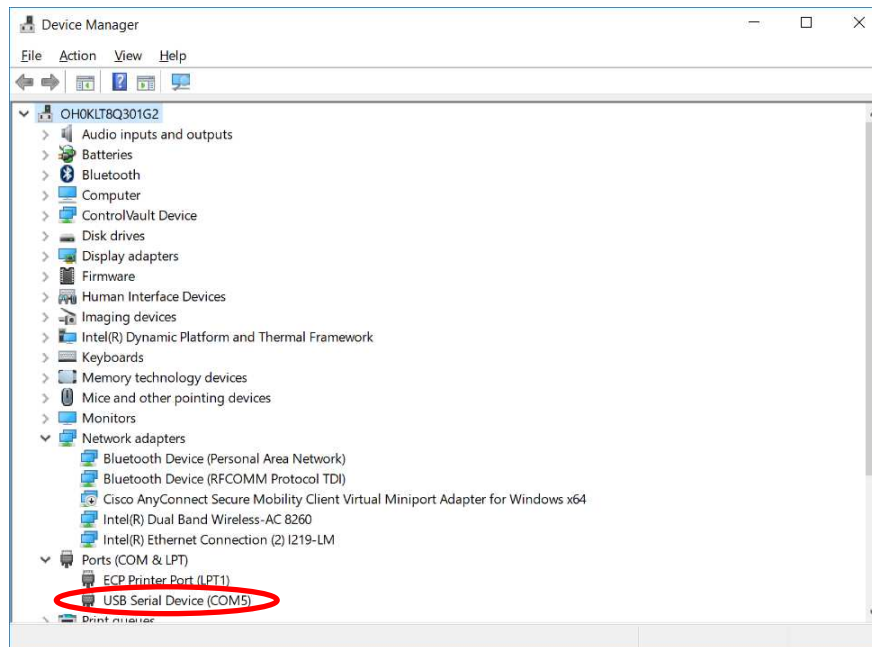 Device Manager
File Action View Help
OH0KLT8Q301G2
Audio inputs and outputs
Batteries
Bluetooth
Computer
ControlVault Device
Disk drives
Display adapters
Firmware
Human Interface Devices
Imaging devices
Intel(R) Dynamic Platform and Thermal Framework
Keyboards
Memory technology devices
Mice and other pointing devices
Monitors
Network adapters
Bluetooth Device (Personal Area Network)
Bluetooth Device (RFCOMM Protocol TDI)
Cisco AnyConnect Secure Mobility Client Virtual Miniport Adapter for Windows x64
Intel(R) Dual Band Wireless-AC 8260
Intel(R) Ethernet Connection (2) I219-LM
Ports (COM & LPT)
ECP Printer Port (LPT1)
USB Serial Device (COM5)
Print queues